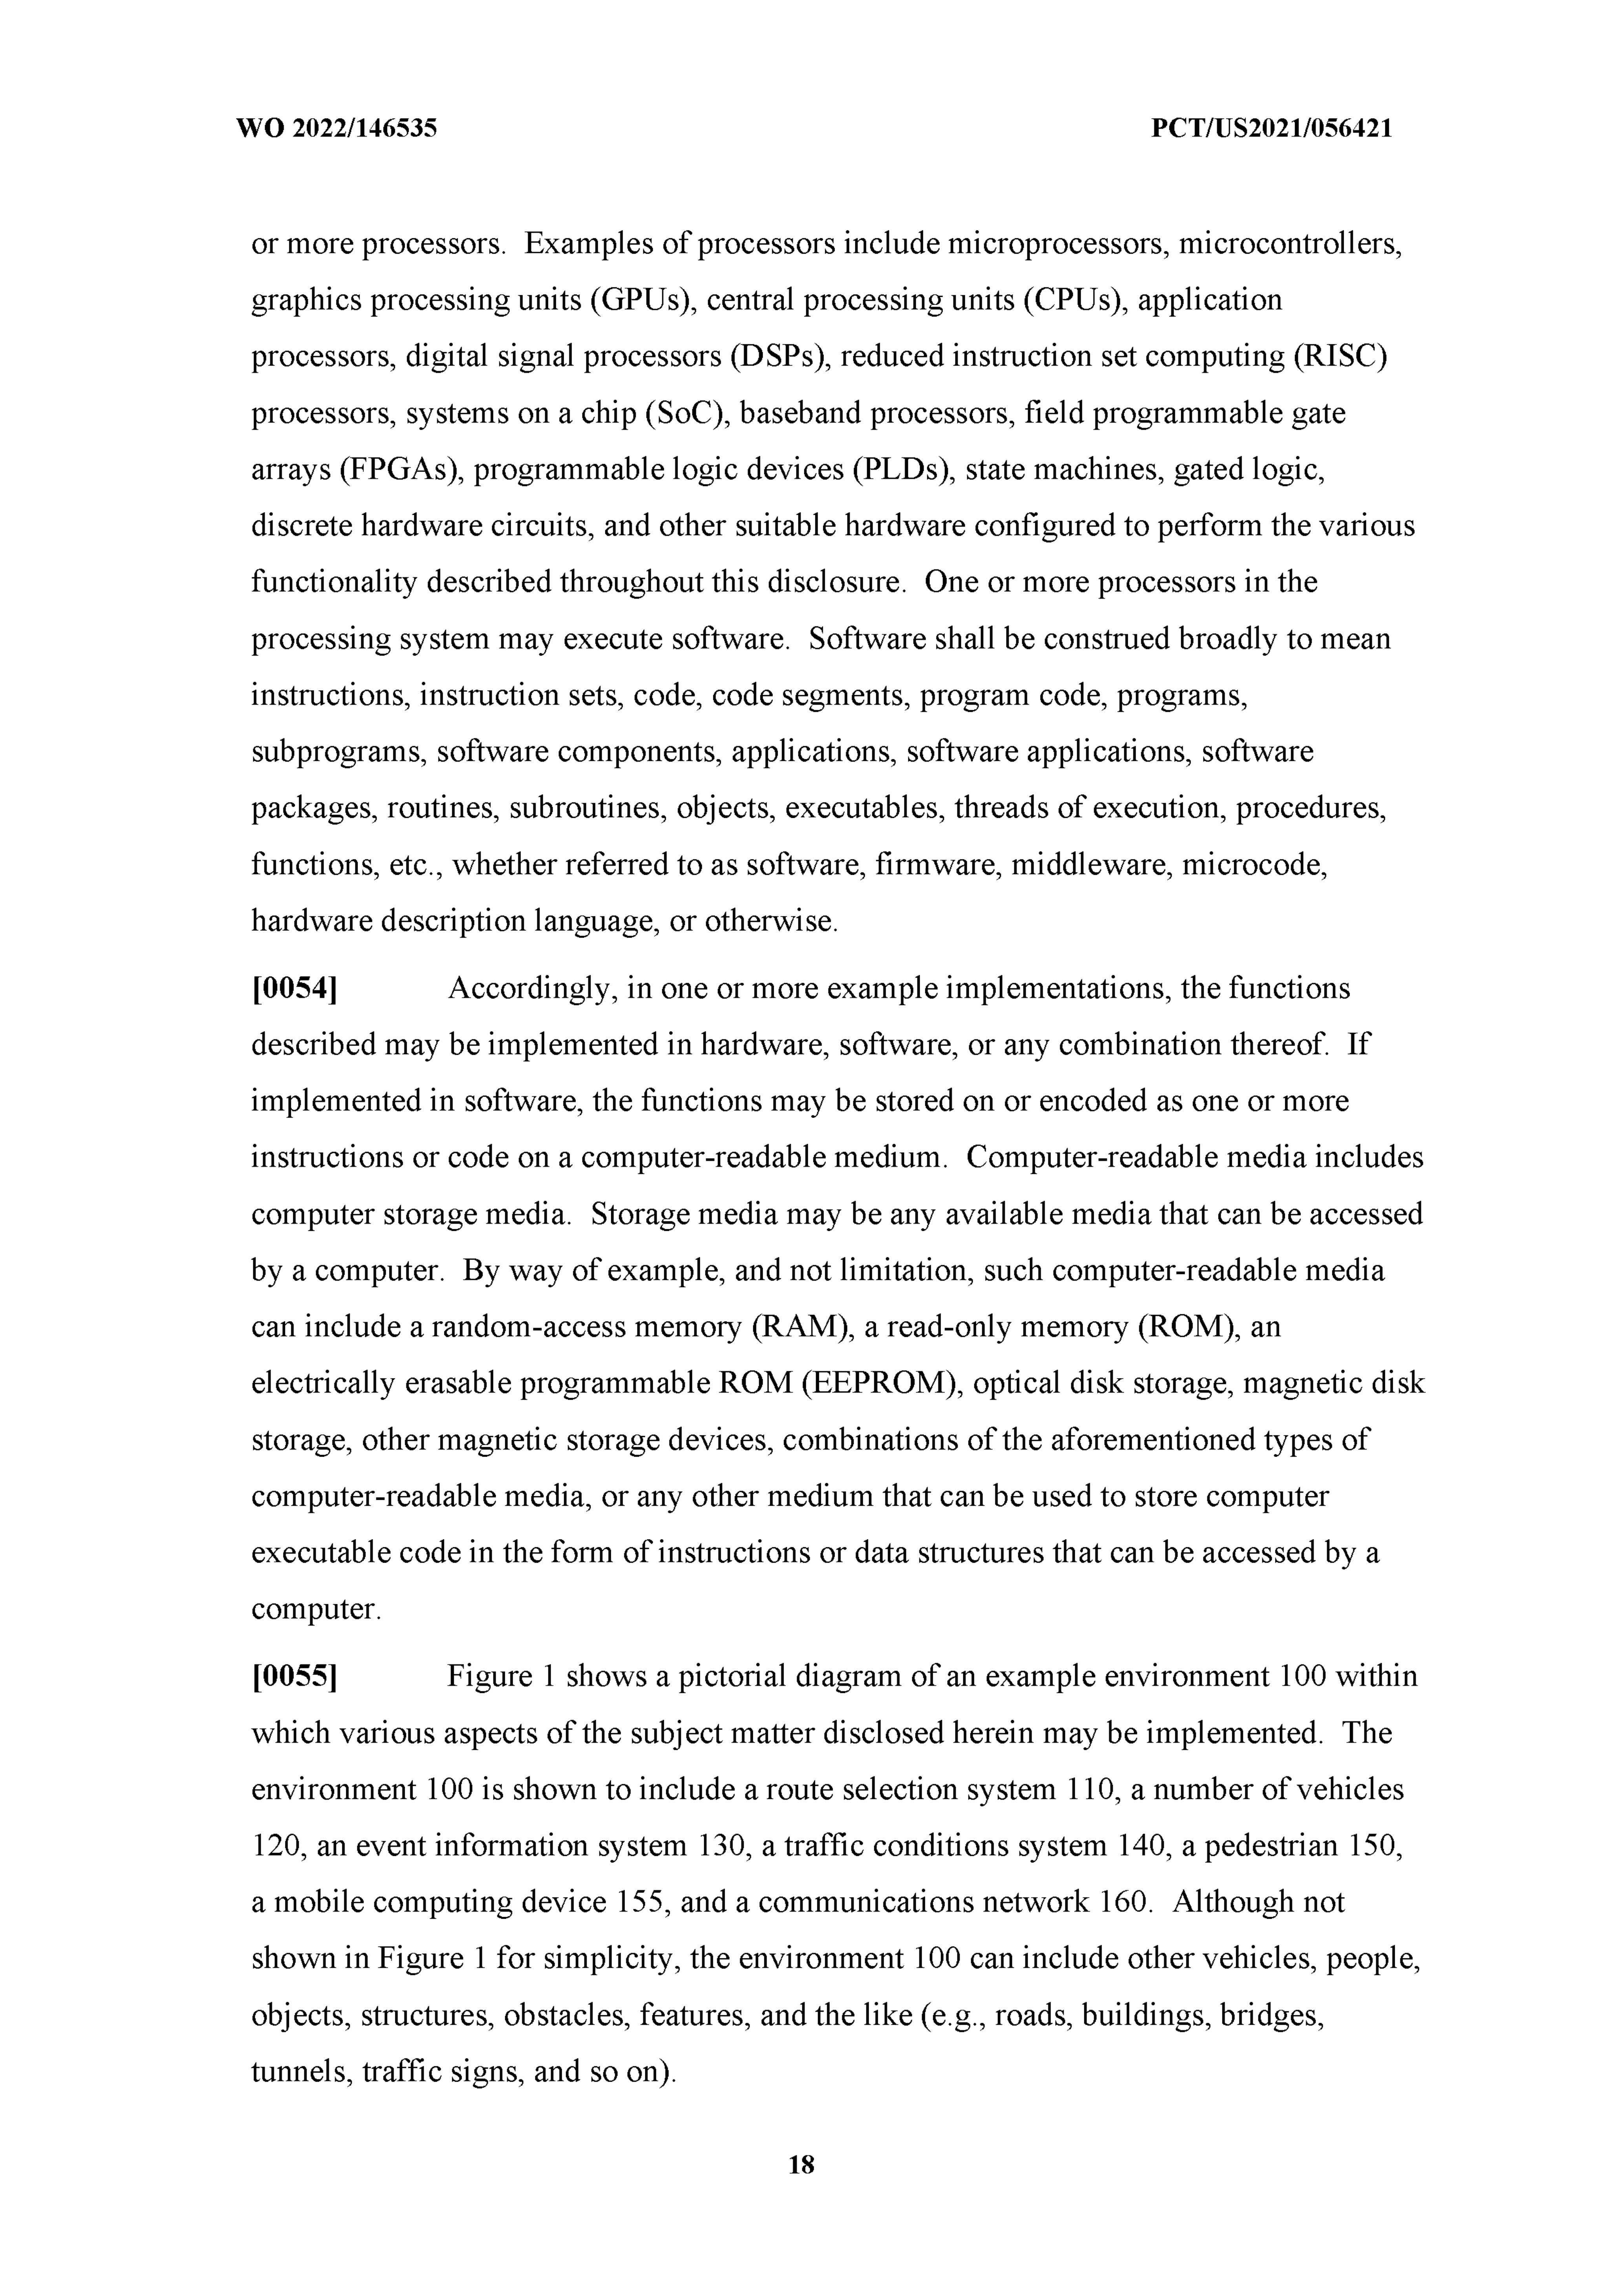 WO 2022/146535 PCT/US2021/056421
or more processors. Examples of processors include microprocessors, microcontrollers,
graphics processing units (GPUs), central processing units (CPUs), application
processors, digital signal processors (DSPs), reduced instruction set computing (RISC)
processors, systems on a chip (SoC), baseband processors, field programmable gate
arrays (FPGAs), programmable logic devices (PLDs), state machines, gated logic,
discrete hardware circuits, and other suitable hardware configured to perform the various
functionality described throughout this disclosure. One or more processors in the
processing system may execute software. Software shall be construed broadly to mean
instructions, instruction sets, code, code segments, program code, programs,
subprograms, software components, applications, software applications, software
packages, routines, subroutines, objects, executables, threads of execution, procedures,
functions, etc., whether referred to as software, firmware, middleware, microcode,
hardware description language, or otherwise.
[0054] Accordingly, in one or more example implementations, the functions
described may be implemented in hardware, software, or any combination thereof. If
implemented in software, the functions may be stored on or encoded as one or more
instructions or code on a computer-readable medium. Computer-readable media includes
computer storage media. Storage media may be any available media that can be accessed
by a computer. By way of example, and not limitation, such computer-readable media
can include a random-access memory (RAM), a read-only memory (ROM), an
electrically erasable programmable ROM (EEPROM), optical disk storage, magnetic disk
storage, other magnetic storage devices, combinations of the aforementioned types of
computer-readable media, or any other medium that can be used to store computer
executable code in the form of instructions or data structures that can be accessed by a
computer.
[0055] Figure 1 shows a pictorial diagram of an example environment 100 within
which various aspects of the subject matter disclosed herein may be implemented. The
environment 100 is shown to include a route selection system 110, a number of vehicles
120, an event information system 130, a traffic conditions system 140, a pedestrian 150,
a mobile computing device 155, and a communications network 160. Although not
shown in Figure 1 for simplicity, the environment 100 can include other vehicles, people,
objects, structures, obstacles, features, and the like (e.g., roads, buildings, bridges,
tunnels, traffic signs, and so on).
18